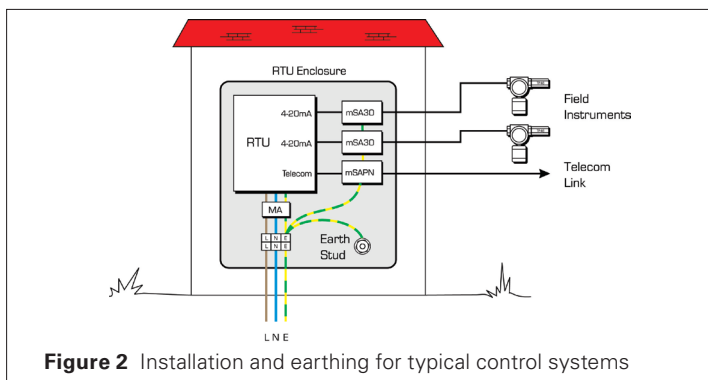 RTU Enclosure
4-20mA
mSA30
Field
Instruments
RTU
4-20mA
mSA30
Telecom
mSAPN
Telecom
Link
MA
L N E
L N E
Earth
Stud
L N E
Figure 2 Installation and earthing for typical control systems